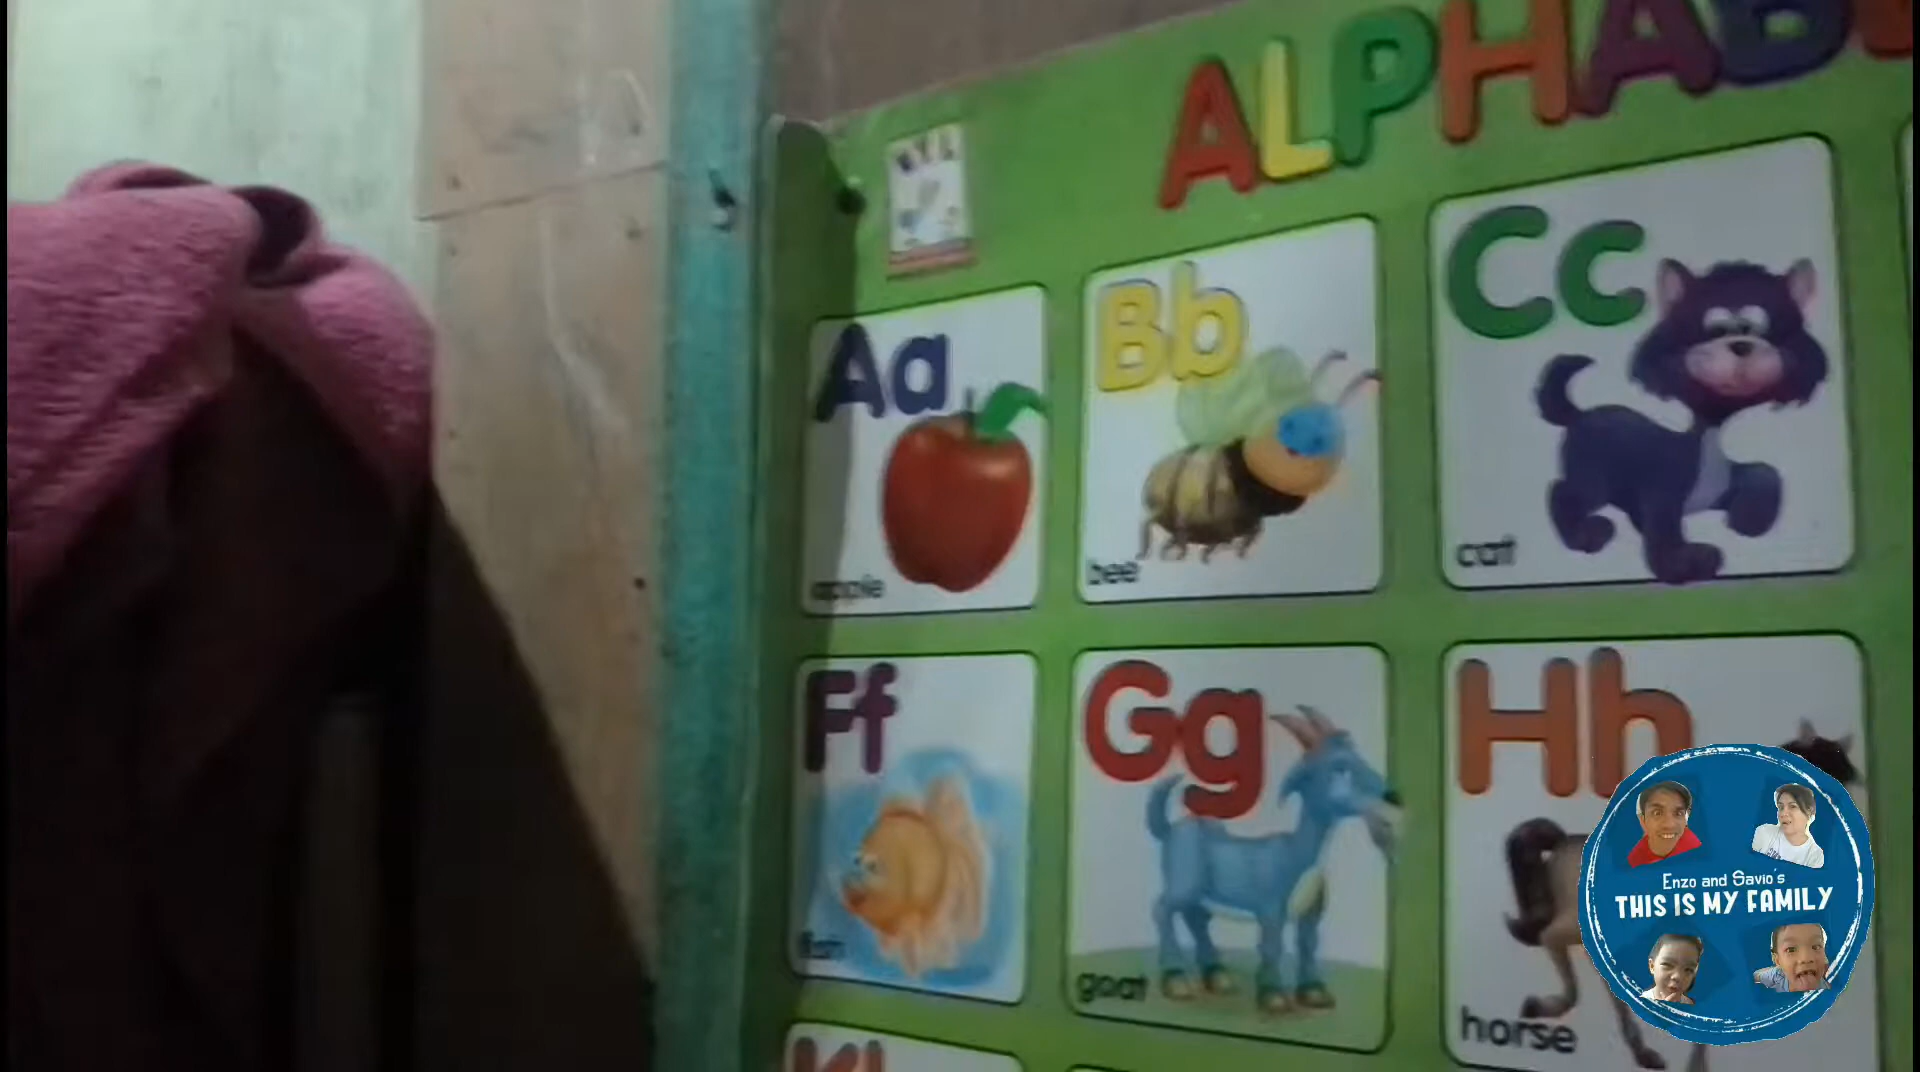 ALPHAB
Aa
apple
Bb
bee
Cc
cat
Ff
fish
Gg
goat
Hh
horse
Enzo and Savio's
THIS IS MY FAMILY